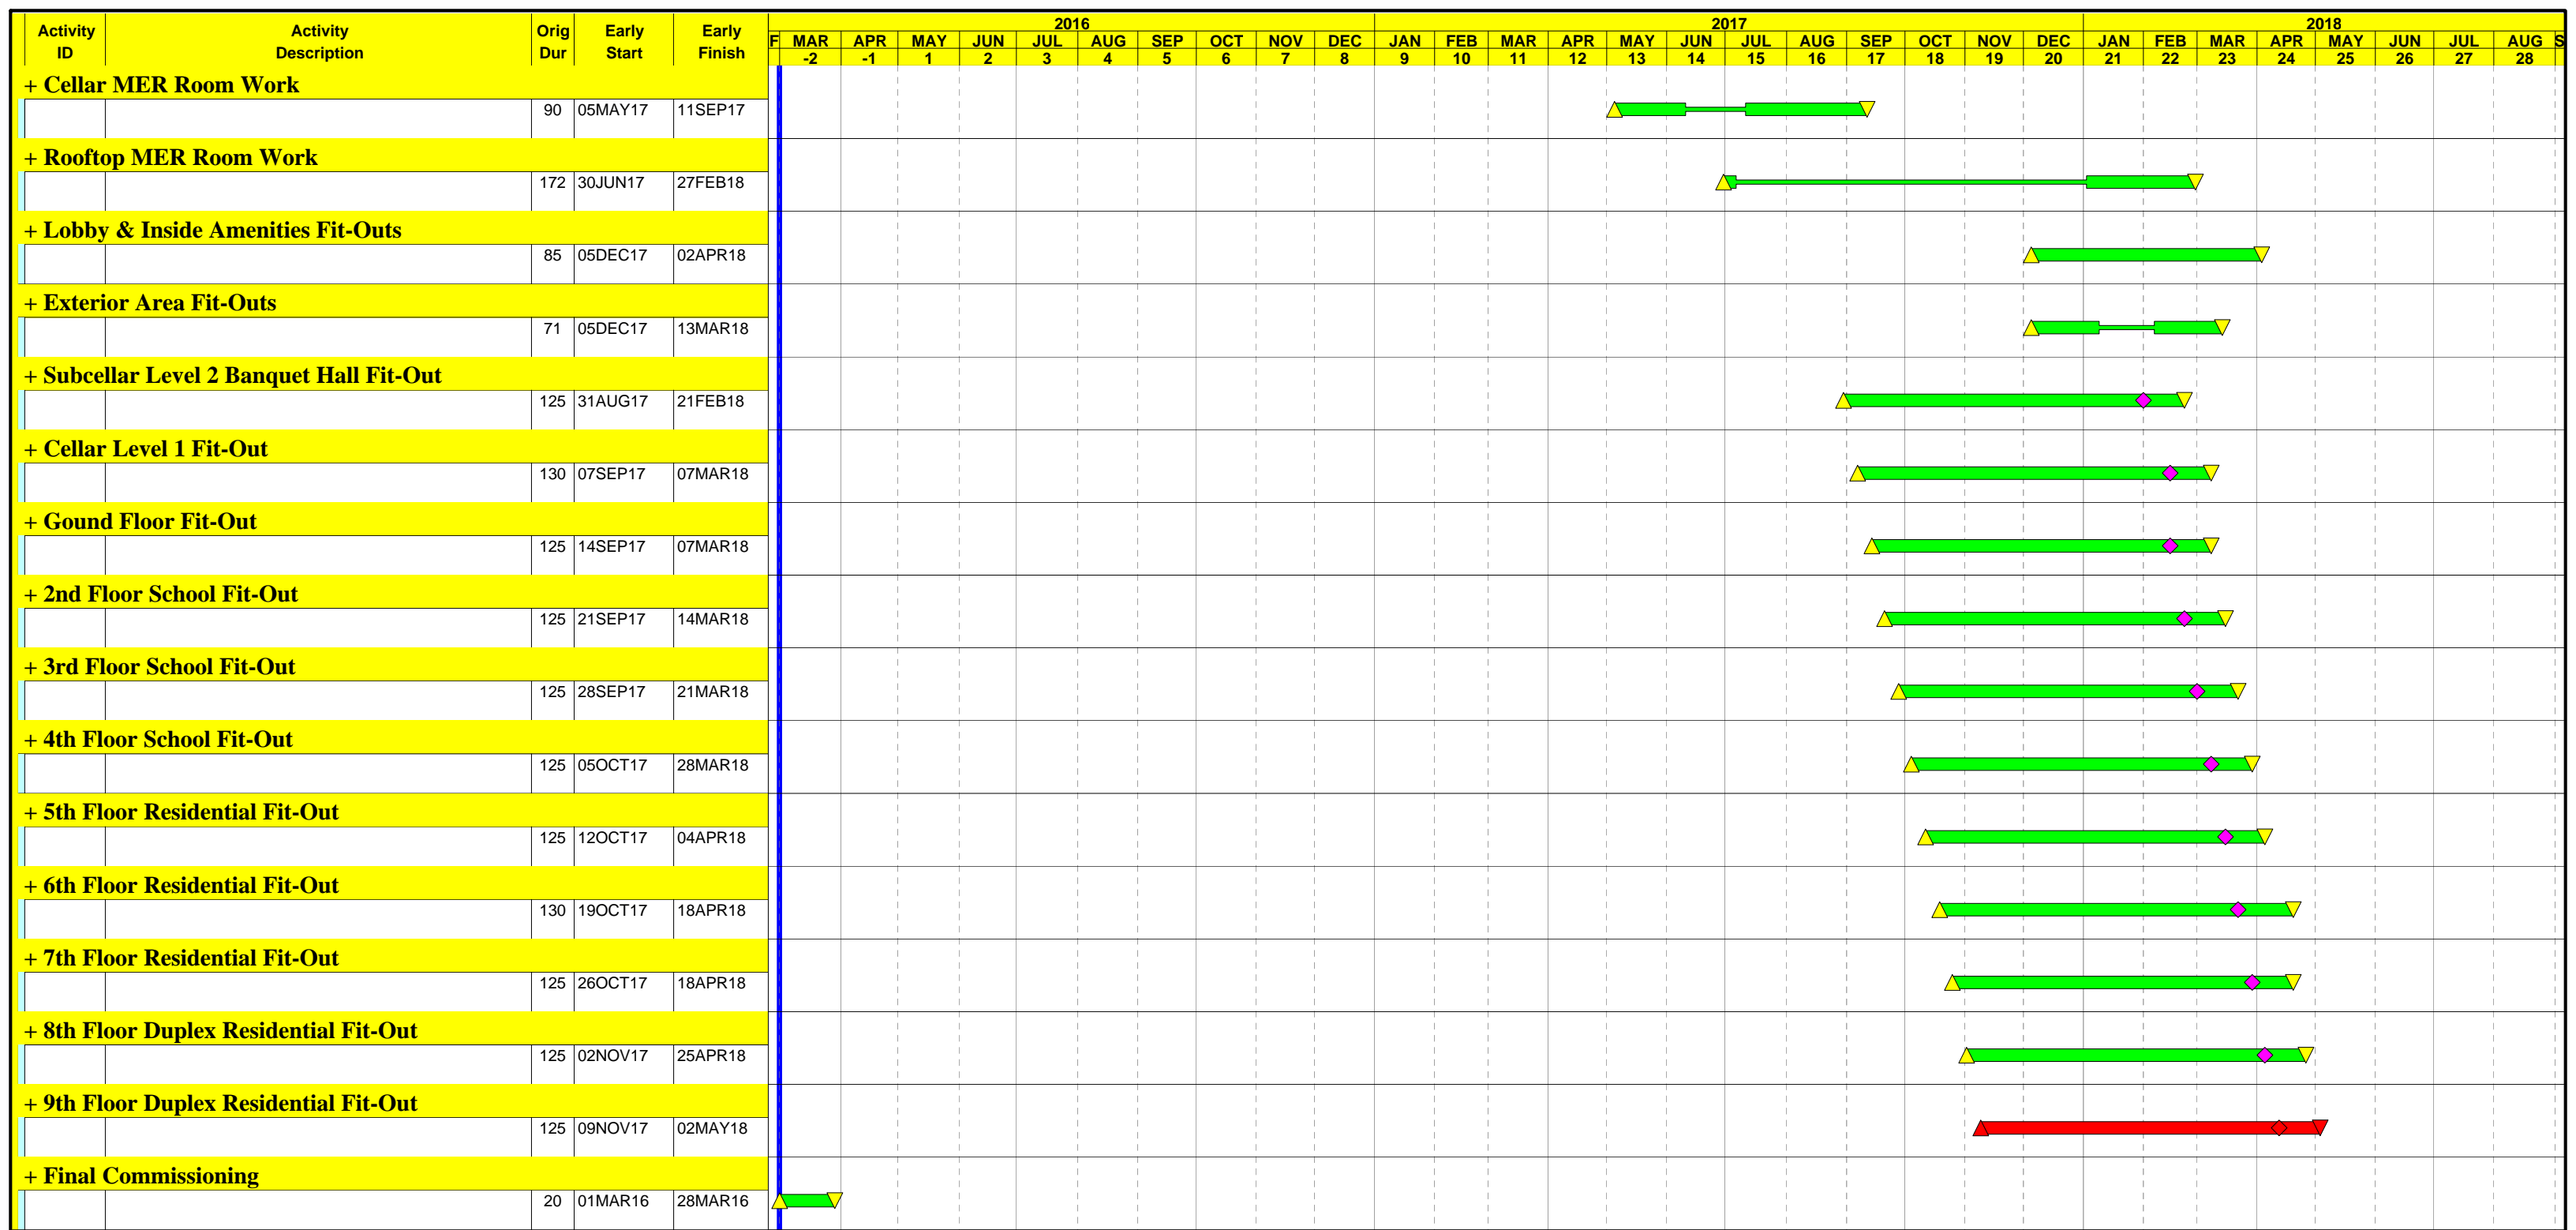 Activity ID Activity Description Orig Dur Early Start Early Finish
2016 2017 2018
F MAR APR MAY JUN JUL AUG SEP OCT NOV DEC JAN FEB MAR APR MAY JUN JUL AUG SEP OCT NOV DEC JAN FEB MAR APR MAY JUN JUL AUG S
-2 -1 1 2 3 4 5 6 7 8 9 10 11 12 13 14 15 16 17 18 19 20 21 22 23 24 25 26 27 28
+ Cellar MER Room Work
90 05MAY17 11SEP17
+ Rooftop MER Room Work
172 30JUN17 27FEB18
+ Lobby & Inside Amenities Fit-Outs
85 05DEC17 02APR18
+ Exterior Area Fit-Outs
71 05DEC17 13MAR18
+ Subcellar Level 2 Banquet Hall Fit-Out
125 31AUG17 21FEB18
+ Cellar Level 1 Fit-Out
130 07SEP17 07MAR18
+ Gound Floor Fit-Out
125 14SEP17 07MAR18
+ 2nd Floor School Fit-Out
125 21SEP17 14MAR18
+ 3rd Floor School Fit-Out
125 28SEP17 21MAR18
+ 4th Floor School Fit-Out
125 05OCT17 28MAR18
+ 5th Floor Residential Fit-Out
125 12OCT17 04APR18
+ 6th Floor Residential Fit-Out
130 19OCT17 18APR18
+ 7th Floor Residential Fit-Out
125 26OCT17 18APR18
+ 8th Floor Duplex Residential Fit-Out
125 02NOV17 25APR18
+ 9th Floor Duplex Residential Fit-Out
125 09NOV17 02MAY18
+ Final Commissioning
20 01MAR16 28MAR16